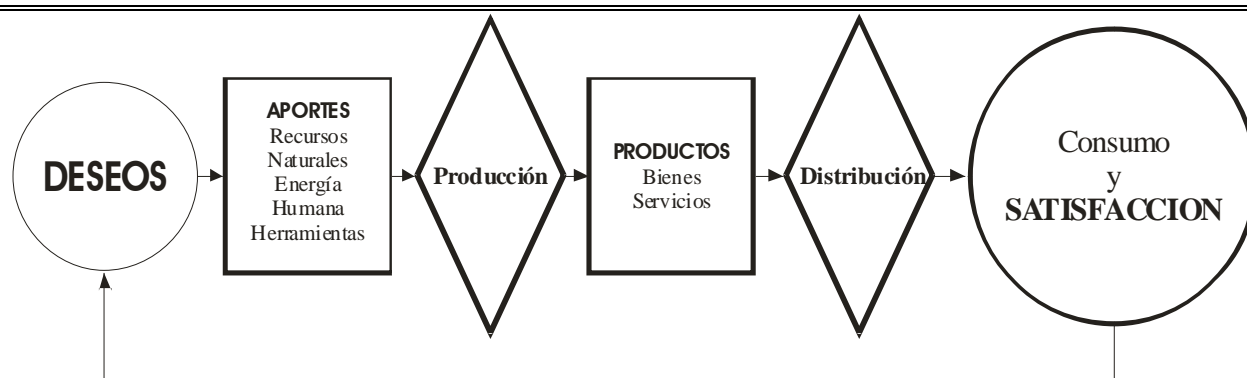 DESEOS
APORTES
Recursos
Naturales
Energía
Humana
Herramientas
Producción
PRODUCTOS
Bienes
Servicios
Distribución
Consumo
y
SATISFACCION